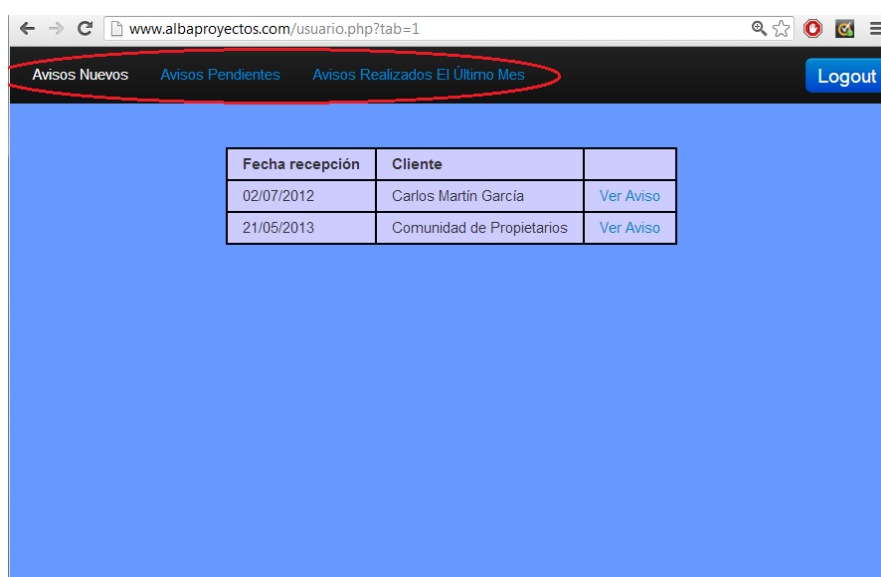 www.albaproyectos.com/usuario.php?tab=1
Avisos Nuevos Avisos Pendientes Avisos Realizados El Último Mes Logout
Fecha recepción Cliente
02/07/2012 Carlos Martín García Ver Aviso
21/05/2013 Comunidad de Propietarios Ver Aviso